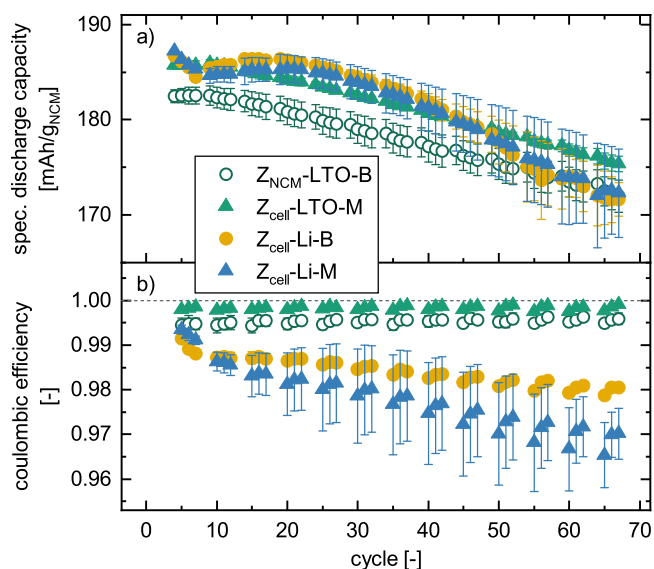 a)
spec. discharge capacity
[mAh/gNCM]
190
180
170
ZNCM-LTO-B
Zcell-LTO-M
Zcell-Li-B
Zcell-Li-M
b)
coulombic efficiency
[-]
1.00
0.99
0.98
0.97
0.96
0 10 20 30 40 50 60 70
cycle [-]